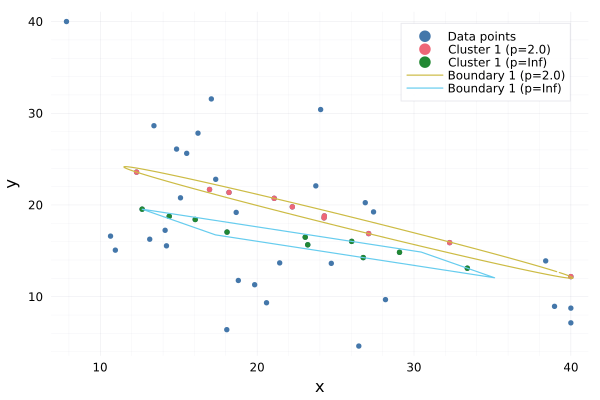 40
30
20
10
y
10
20
30
40
x
Data points
Cluster 1 (p=2.0)
Cluster 1 (p=Inf)
Boundary 1 (p=2.0)
Boundary 1 (p=Inf)